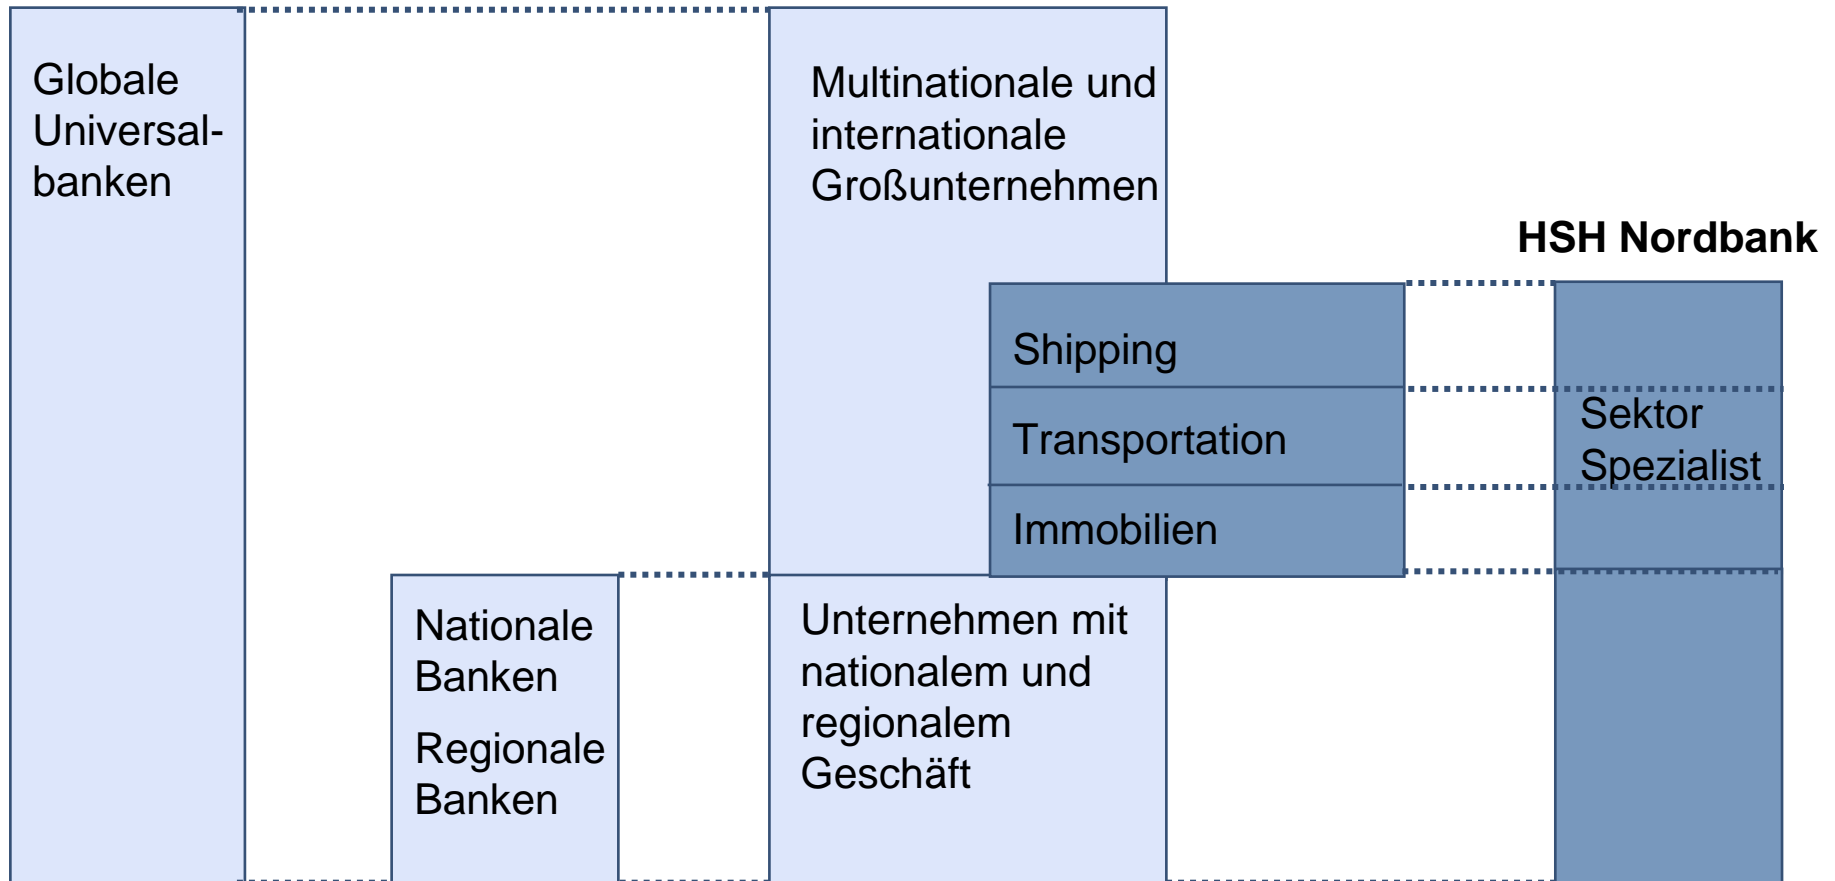 Globale
Universal-
banken
Multinationale und
internationale
Großunternehmen
HSH Nordbank
Shipping
Transportation
Immobilien
Sektor
Spezialist
Nationale
Banken
Regionale
Banken
Unternehmen mit
nationalem und
regionalem
Geschäft